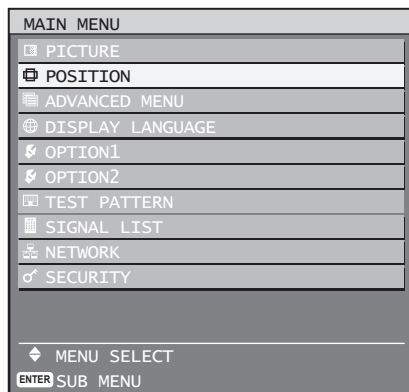 MAIN MENU
PICTURE
POSITION
ADVANCED MENU
DISPLAY LANGUAGE
OPTION1
OPTION2
TEST PATTERN
SIGNAL LIST
NETWORK
SECURITY
MENU SELECT
ENTER SUB MENU